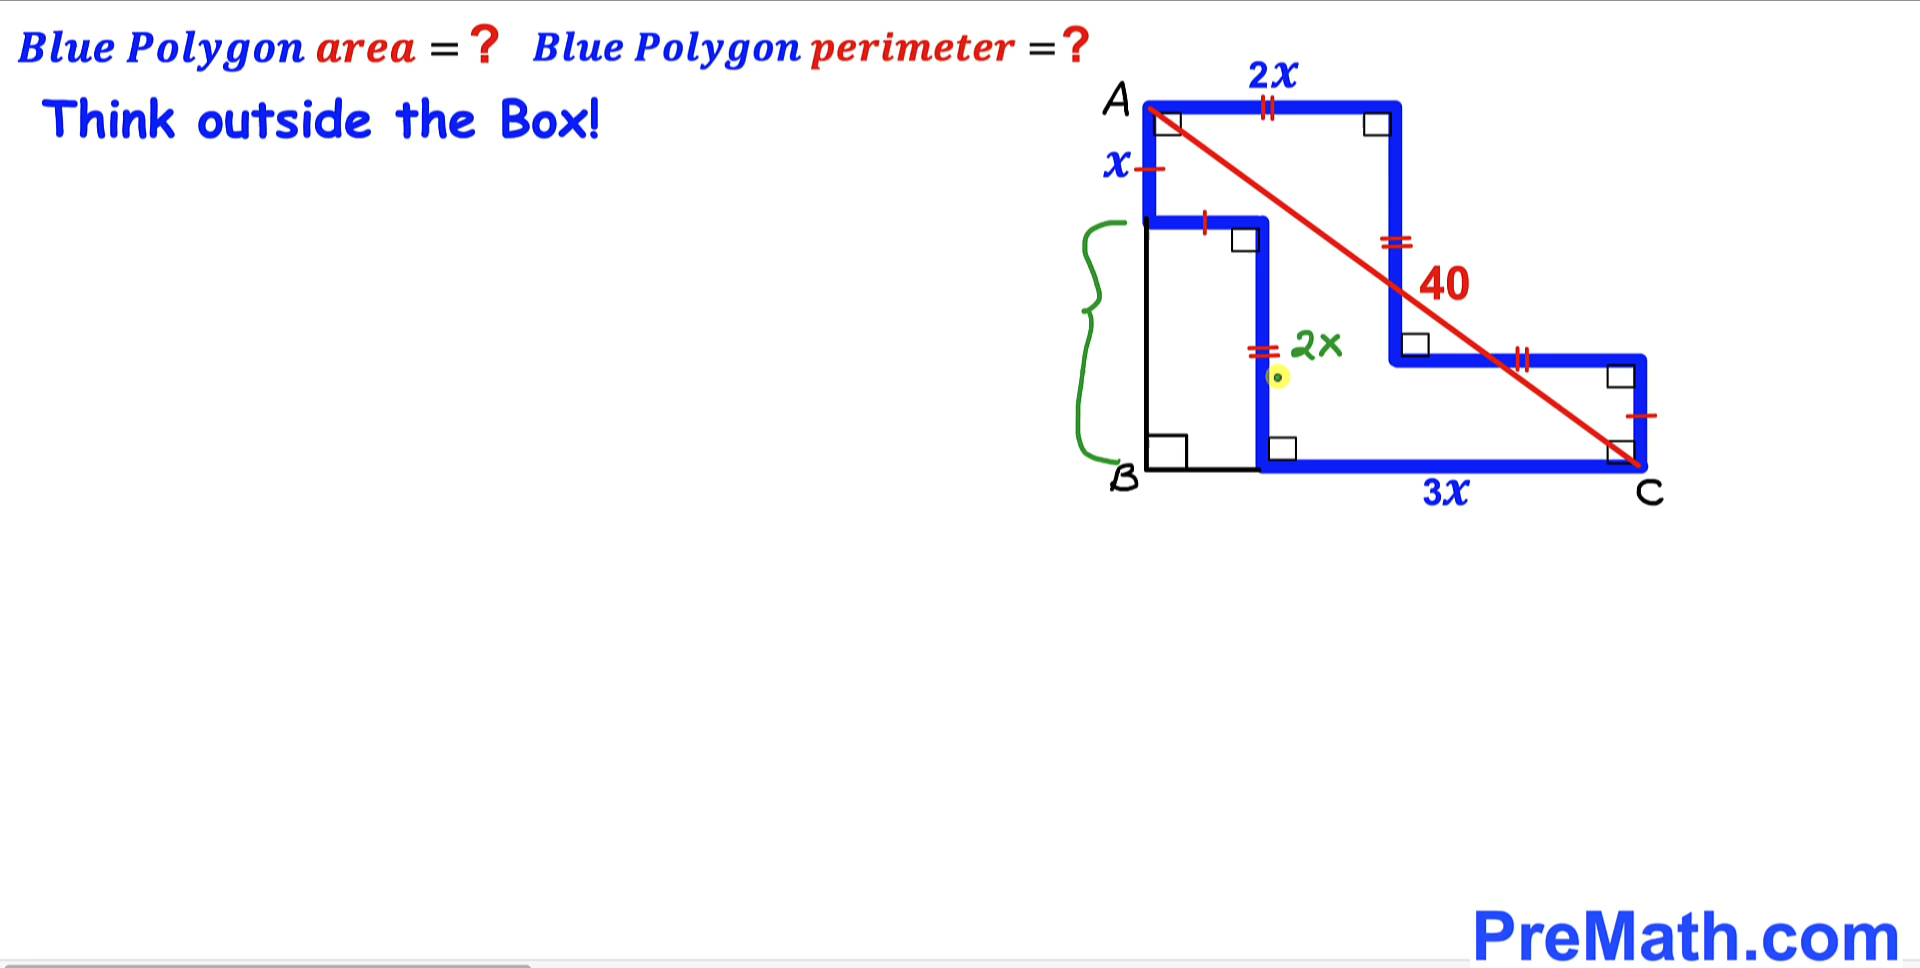 Blue Polygon area = ? Blue Polygon perimeter = ?
Think outside the Box!
2x
A
x
40
2x
B
3x
C
PreMath.com